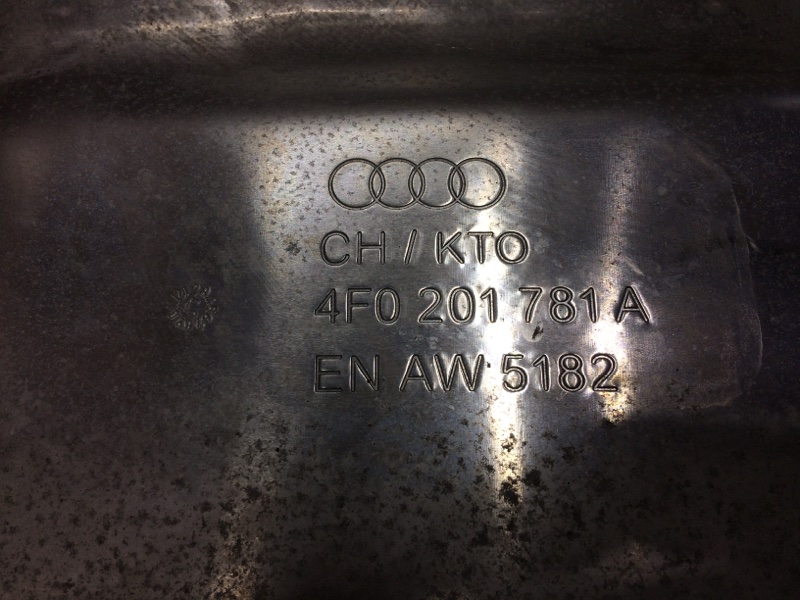 CH / KTO
4F0 201 781 A
EN AW 5182